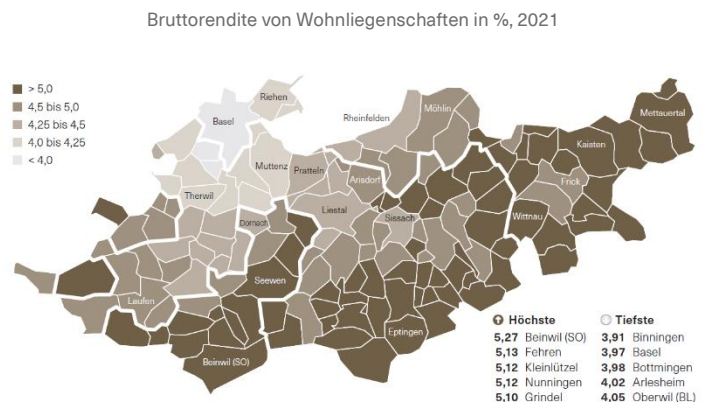 Bruttorendite von Wohnliegenschaften in %, 2021
> 5,0
4,5 bis 5,0
4,25 bis 4,5
4,0 bis 4,25
< 4,0
Riehen
Basel
Rheinfelden
Möhlin
Mettauertal
Kaisten
Muttenz
Pratteln
Arisdorf
Frick
Therwil
Liestal
Wittnau
Dornach
Sissach
Seewen
Laufen
Eptingen
Beinwil (SO)
Höchste
5,27 Beinwil (SO)
5,13 Fehren
5,12 Kleinlützel
5,12 Nunningen
5,10 Grindel
Tiefste
3,91 Binningen
3,97 Basel
3,98 Bottmingen
4,02 Arlesheim
4,05 Oberwil (BL)